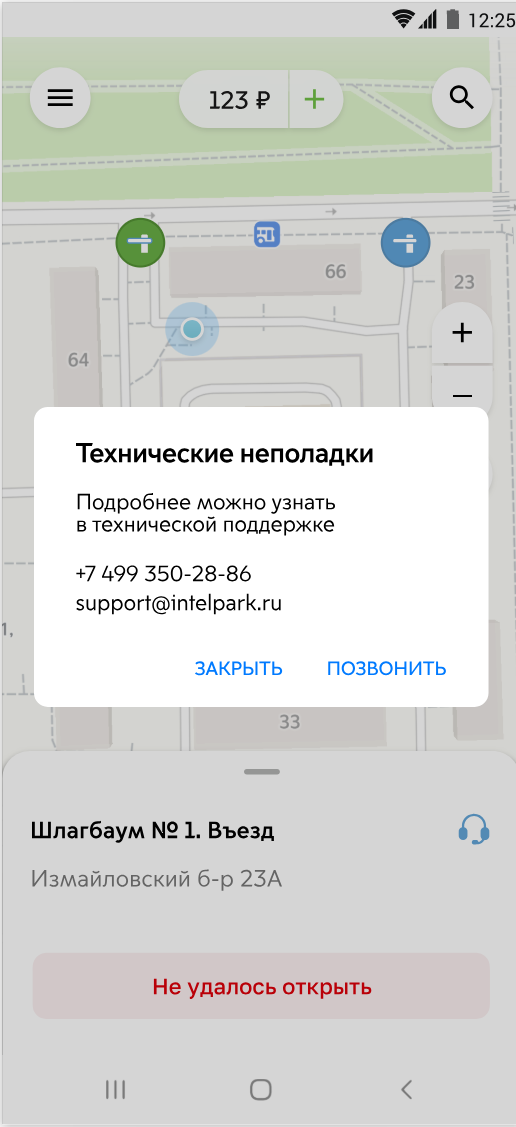 12:25
123 ₽ +
66
23
64
+
–
Технические неполадки
Подробнее можно узнать
в технической поддержке
+7 499 350-28-86
support@intelpark.ru
1,
ЗАКРЫТЬ ПОЗВОНИТЬ
33
Шлагбаум № 1. Въезд
Измайловский б-р 23А
Не удалось открыть